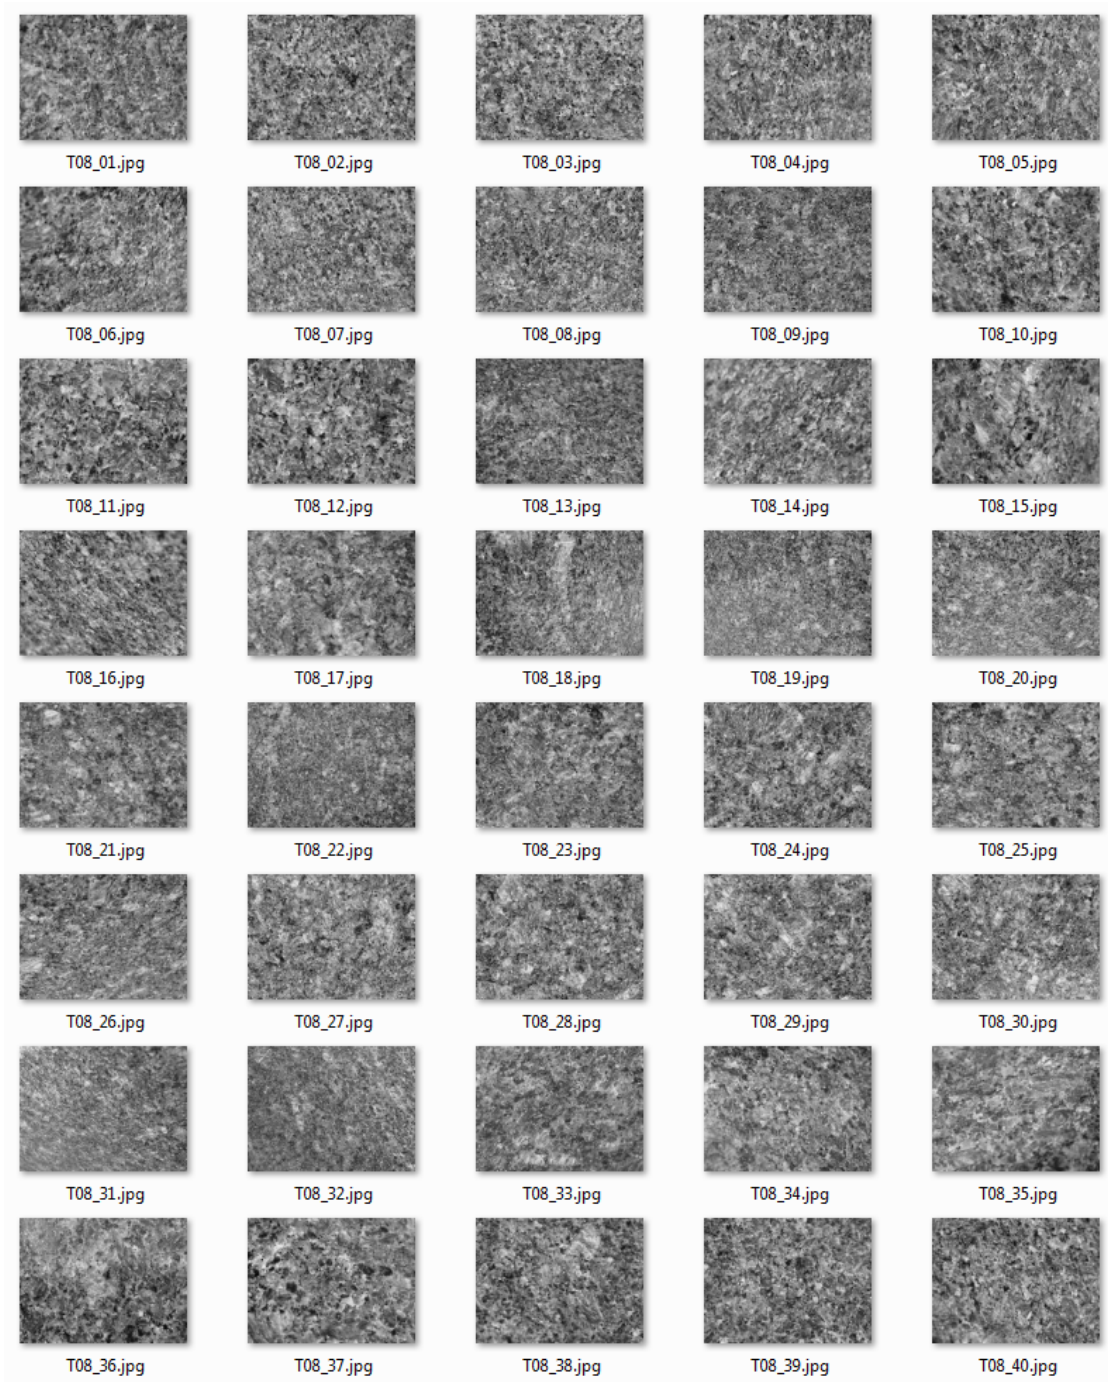 T08_01.jpg T08_02.jpg T08_03.jpg T08_04.jpg T08_05.jpg
T08_06.jpg T08_07.jpg T08_08.jpg T08_09.jpg T08_10.jpg
T08_11.jpg T08_12.jpg T08_13.jpg T08_14.jpg T08_15.jpg
T08_16.jpg T08_17.jpg T08_18.jpg T08_19.jpg T08_20.jpg
T08_21.jpg T08_22.jpg T08_23.jpg T08_24.jpg T08_25.jpg
T08_26.jpg T08_27.jpg T08_28.jpg T08_29.jpg T08_30.jpg
T08_31.jpg T08_32.jpg T08_33.jpg T08_34.jpg T08_35.jpg
T08_36.jpg T08_37.jpg T08_38.jpg T08_39.jpg T08_40.jpg